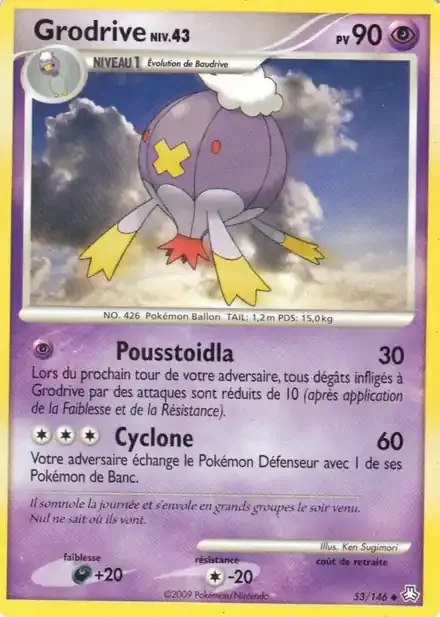 Grodrive NIV.43
PV 90
NIVEAU 1 Évolution de Baudrive
NO. 426 Pokémon Ballon TAIL: 1,2m PDS: 15,0kg
Pousstoidla 30
Lors du prochain tour de votre adversaire, tous dégâts infligés à
Grodrive par des attaques sont réduits de 10 (après application
de la Faiblesse et de la Résistance).
Cyclone 60
Votre adversaire échange le Pokémon Défenseur avec 1 de ses
Pokémon de Banc.
Il somnole la journée et s'envole en grands groupes le soir venu.
Nul ne sait où ils vont.
Illus. Ken Sugimori
faiblesse résistance coût de retraite
+20 -20
©2009 Pokémon/Nintendo
53/146